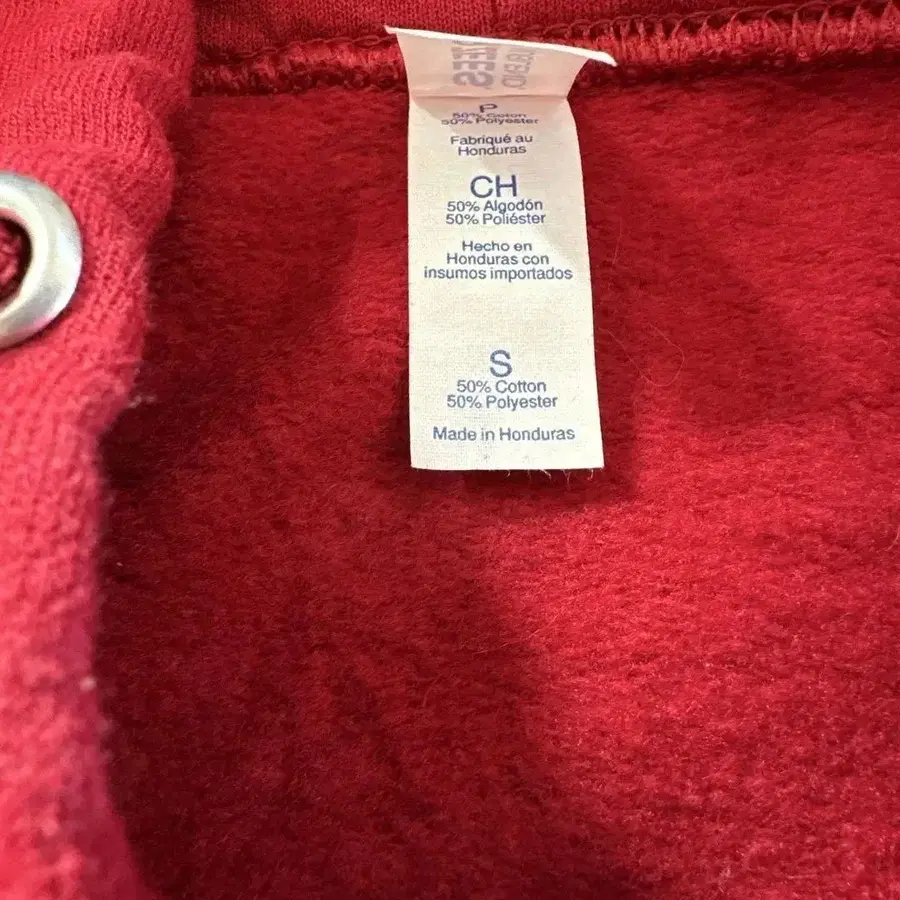 P
50% Coton
50% Polyester
Fabriqué au
Honduras
CH
50% Algodón
50% Poliéster
Hecho en
Honduras con
insumos importados
S
50% Cotton
50% Polyester
Made in Honduras